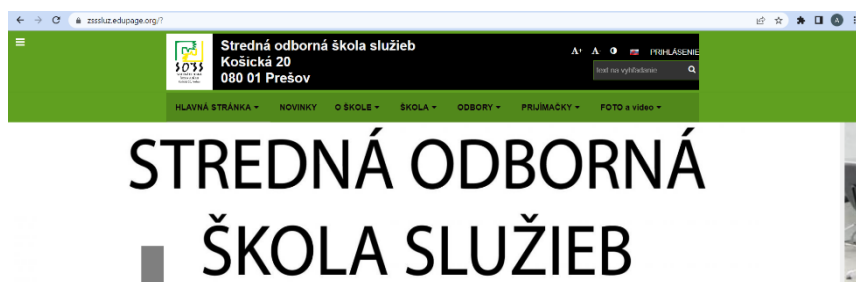 zsssluz.edupage.org/?
Stredná odborná škola služieb
Košická 20
080 01 Prešov
A+ A PRIHLÁSENIE
text na vyhľadanie
SOŠS
HLAVNÁ STRÁNKA NOVINKY O ŠKOLE ŠKOLA ODBORY PRIJÍMAČKY FOTO a video
STREDNÁ ODBORNÁ
ŠKOLA SLUŽIEB